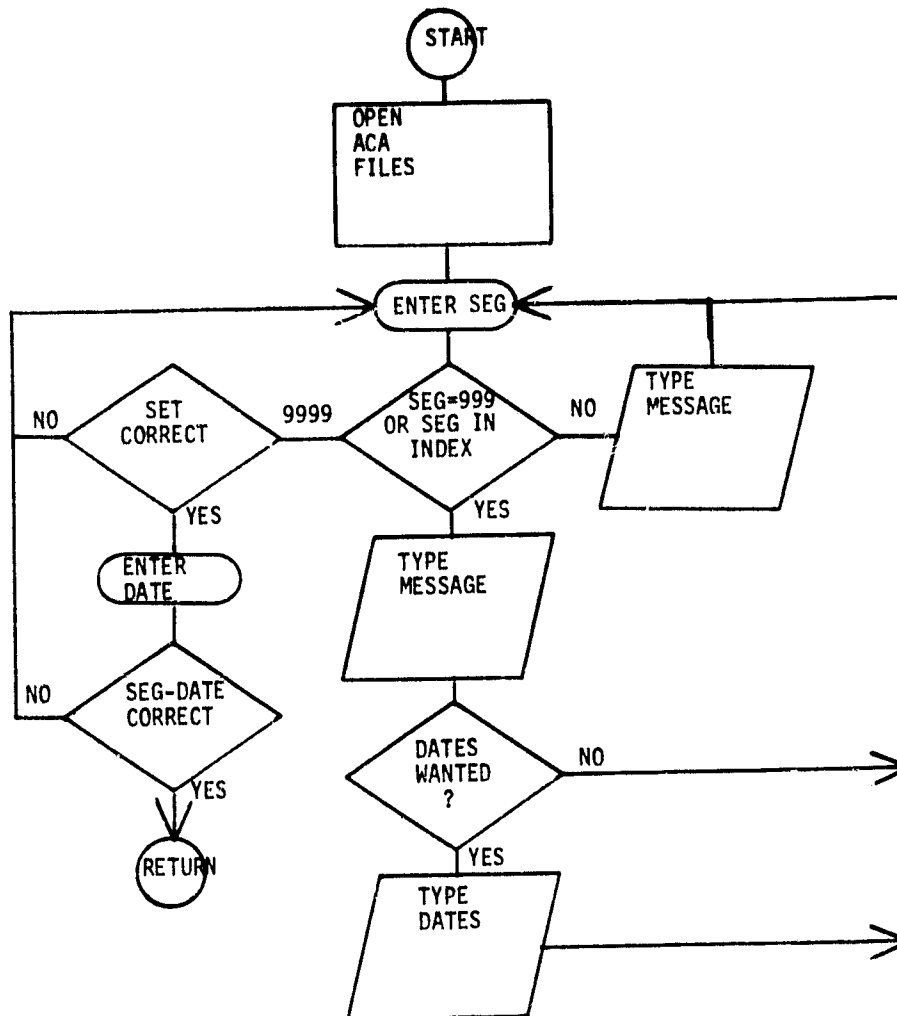 START
OPEN
ACA
FILES
ENTER SEG
NO
SET
CORRECT
9999
SEG=999
OR SEG IN
INDEX
NO
TYPE
MESSAGE
YES
YES
ENTER
DATE
TYPE
MESSAGE
NO
SEG-DATE
CORRECT
DATES
WANTED
?
NO
YES
RETURN
YES
TYPE
DATES